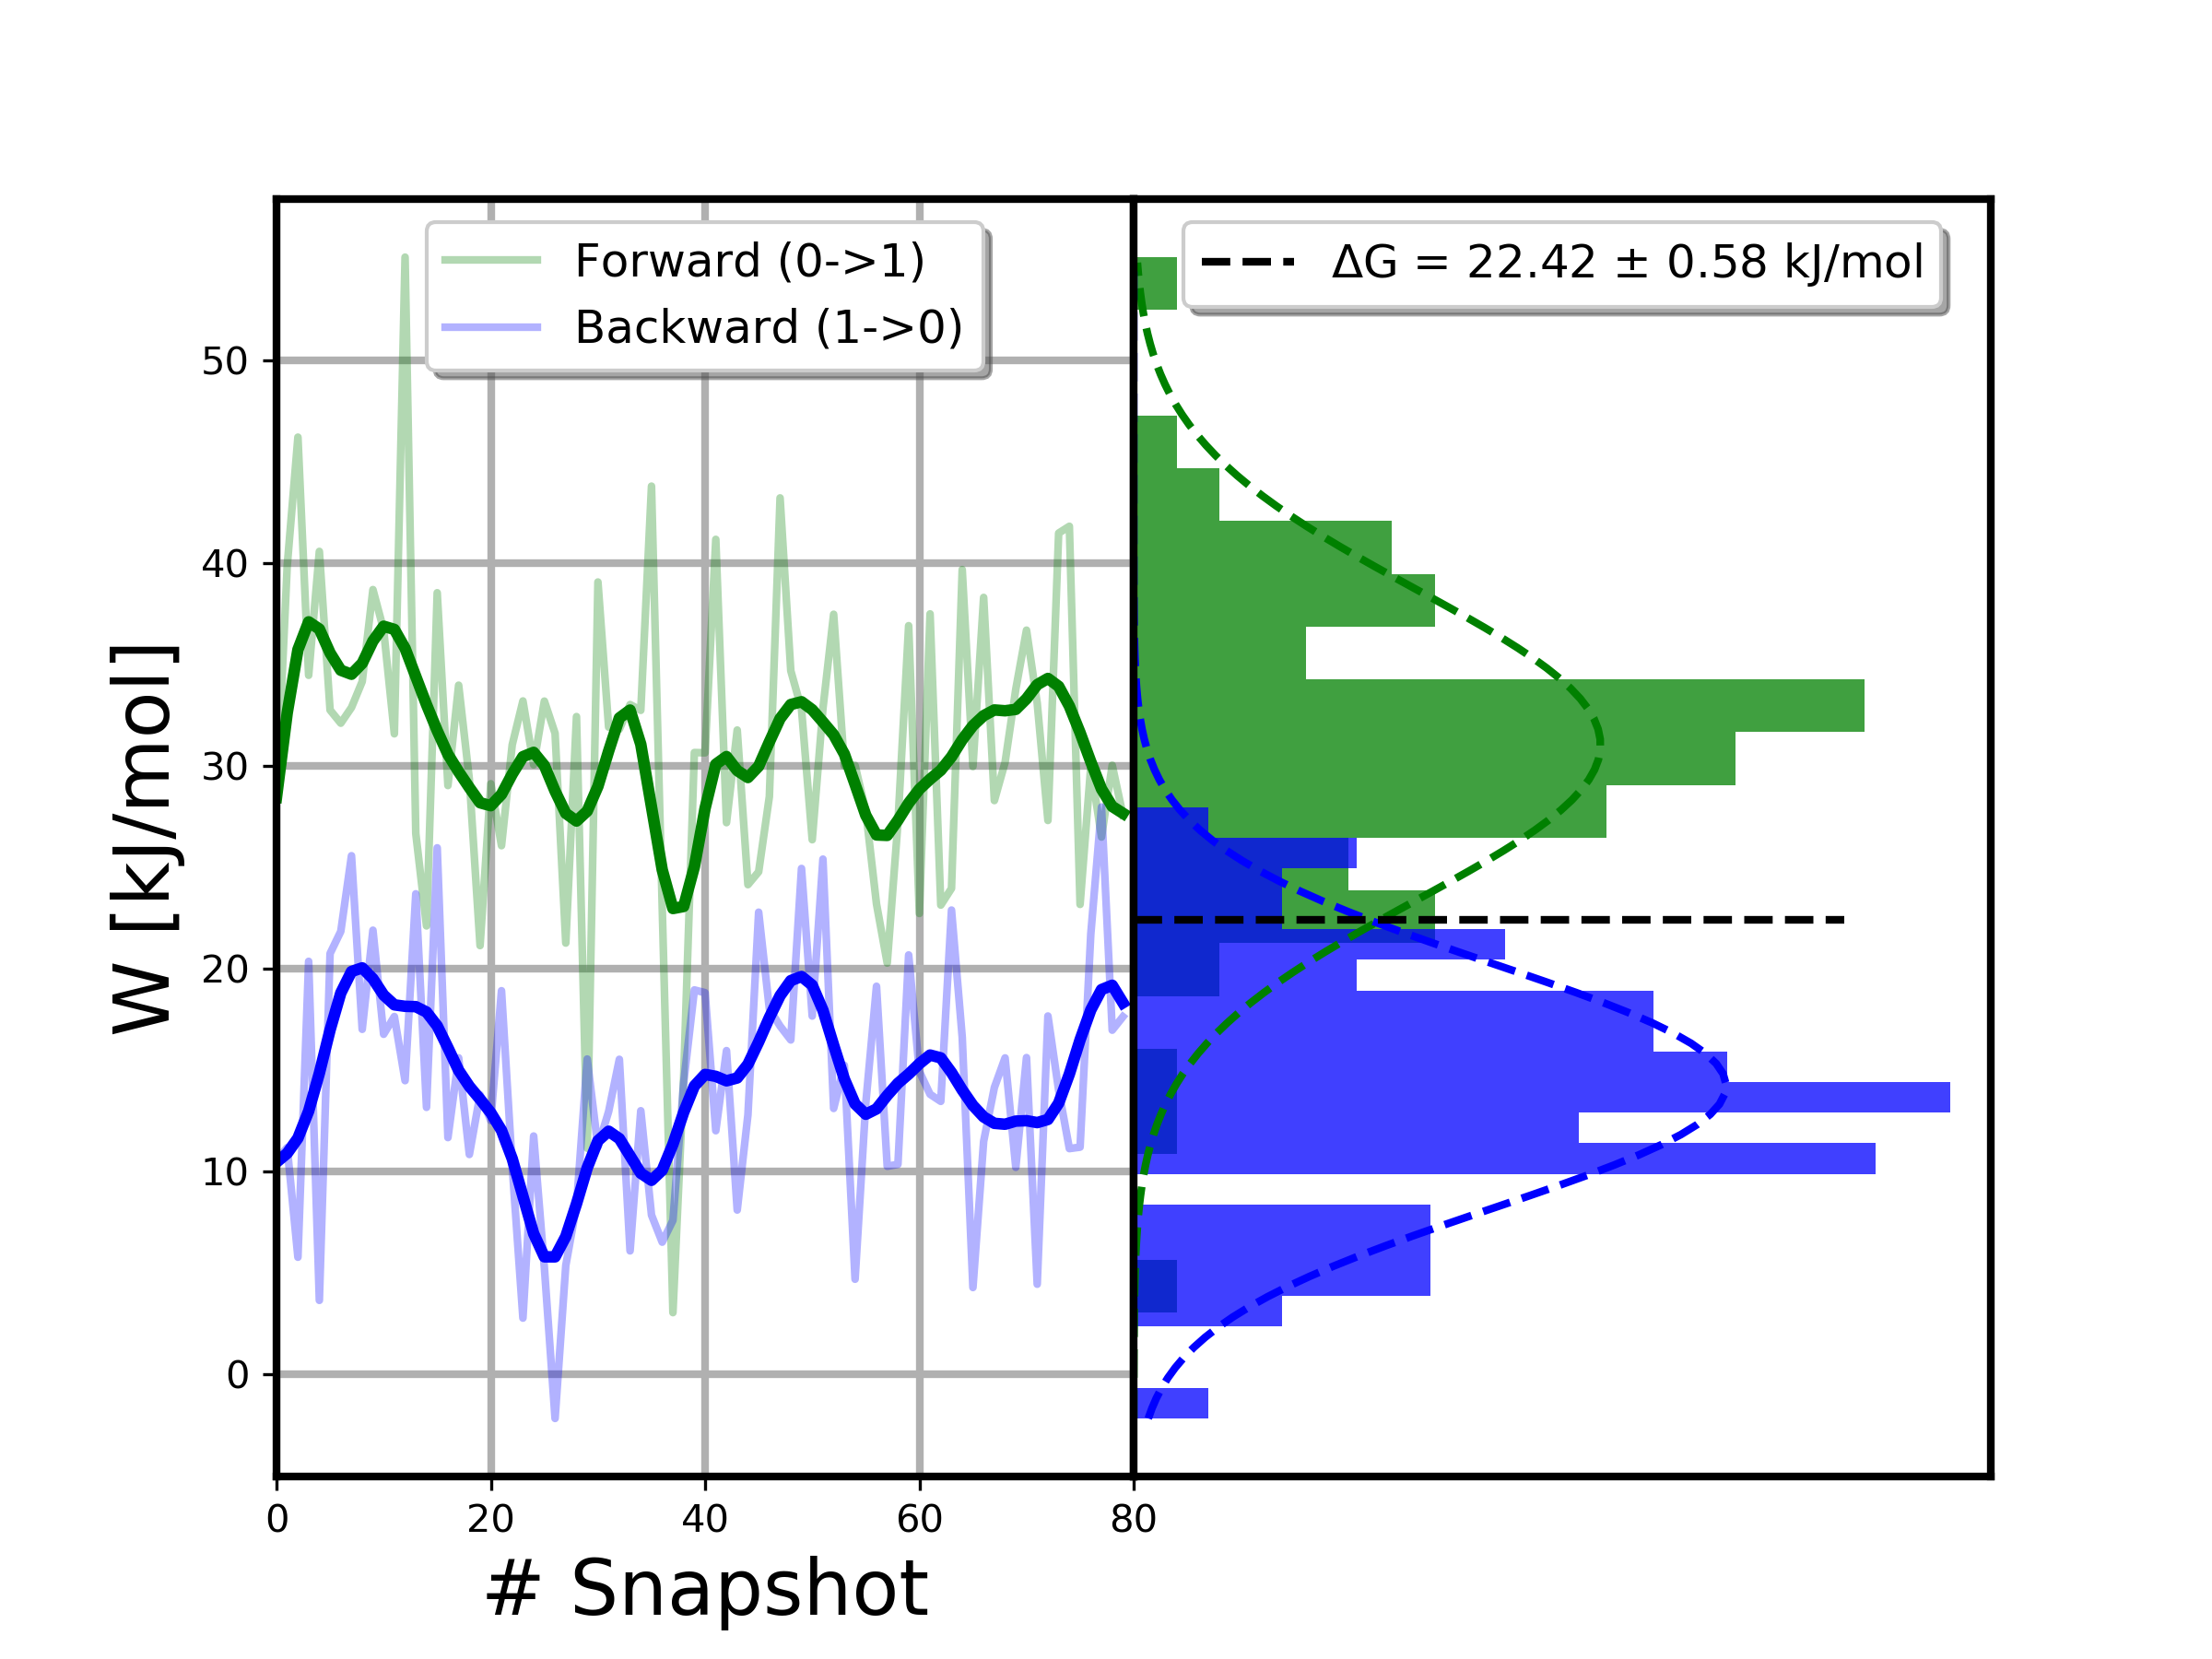 Forward (0->1)
Backward (1->0)
ΔG = 22.42 ± 0.58 kJ/mol
W [kJ/mol]
50
40
30
20
10
0
0
20
40
60
80
# Snapshot